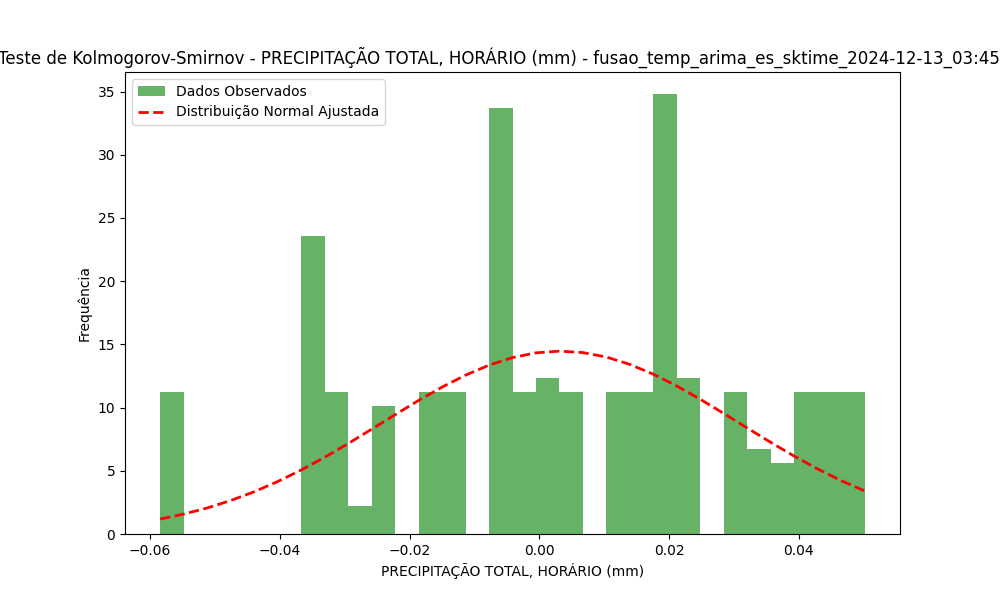 Teste de Kolmogorov-Smirnov - PRECIPITAÇÃO TOTAL, HORÁRIO (mm) - fusao_temp_arima_es_sktime_2024-12-13_03:45
Dados Observados
Distribuição Normal Ajustada
Frequência
35
30
25
20
15
10
5
0
−0.06 −0.04 −0.02 0.00 0.02 0.04
PRECIPITAÇÃO TOTAL, HORÁRIO (mm)